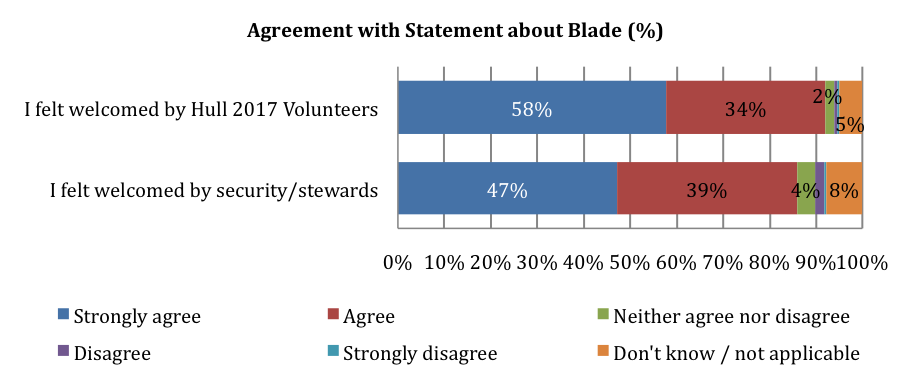 Agreement with Statement about Blade (%)
I felt welcomed by Hull 2017 Volunteers
58%
34%
2%
5%
I felt welcomed by security/stewards
47%
39%
4%
8%
0% 10% 20% 30% 40% 50% 60% 70% 80% 90%100%
Strongly agree
Agree
Neither agree nor disagree
Disagree
Strongly disagree
Don't know / not applicable